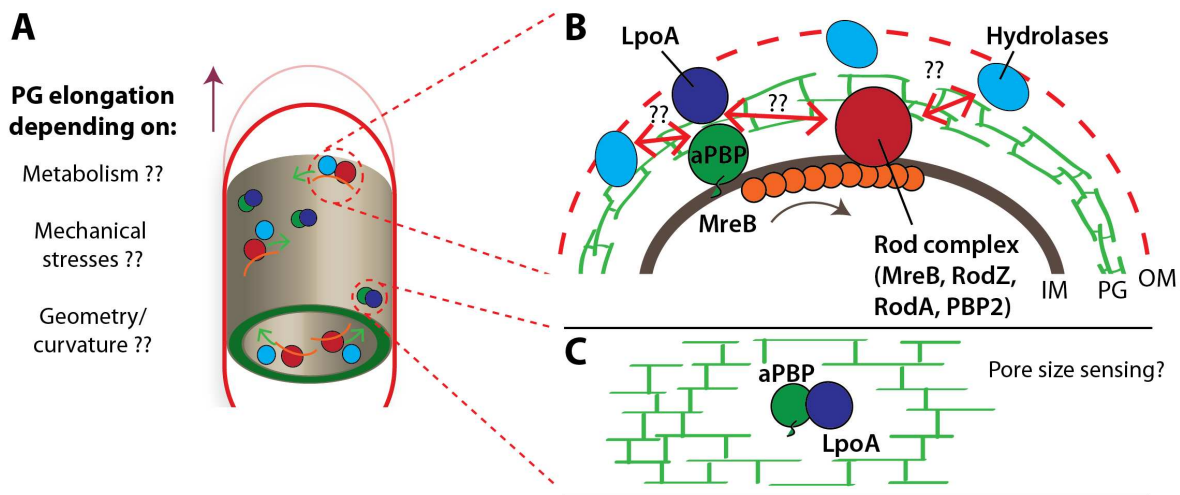 A
PG elongation
depending on:
Metabolism ??
Mechanical
stresses ??
Geometry/
curvature ??
B
LpoA
Hydrolases
??
??
??
aPBP
MreB
Rod complex
(MreB, RodZ,
RodA, PBP2)
IM
PG
OM
C
aPBP
LpoA
Pore size sensing?